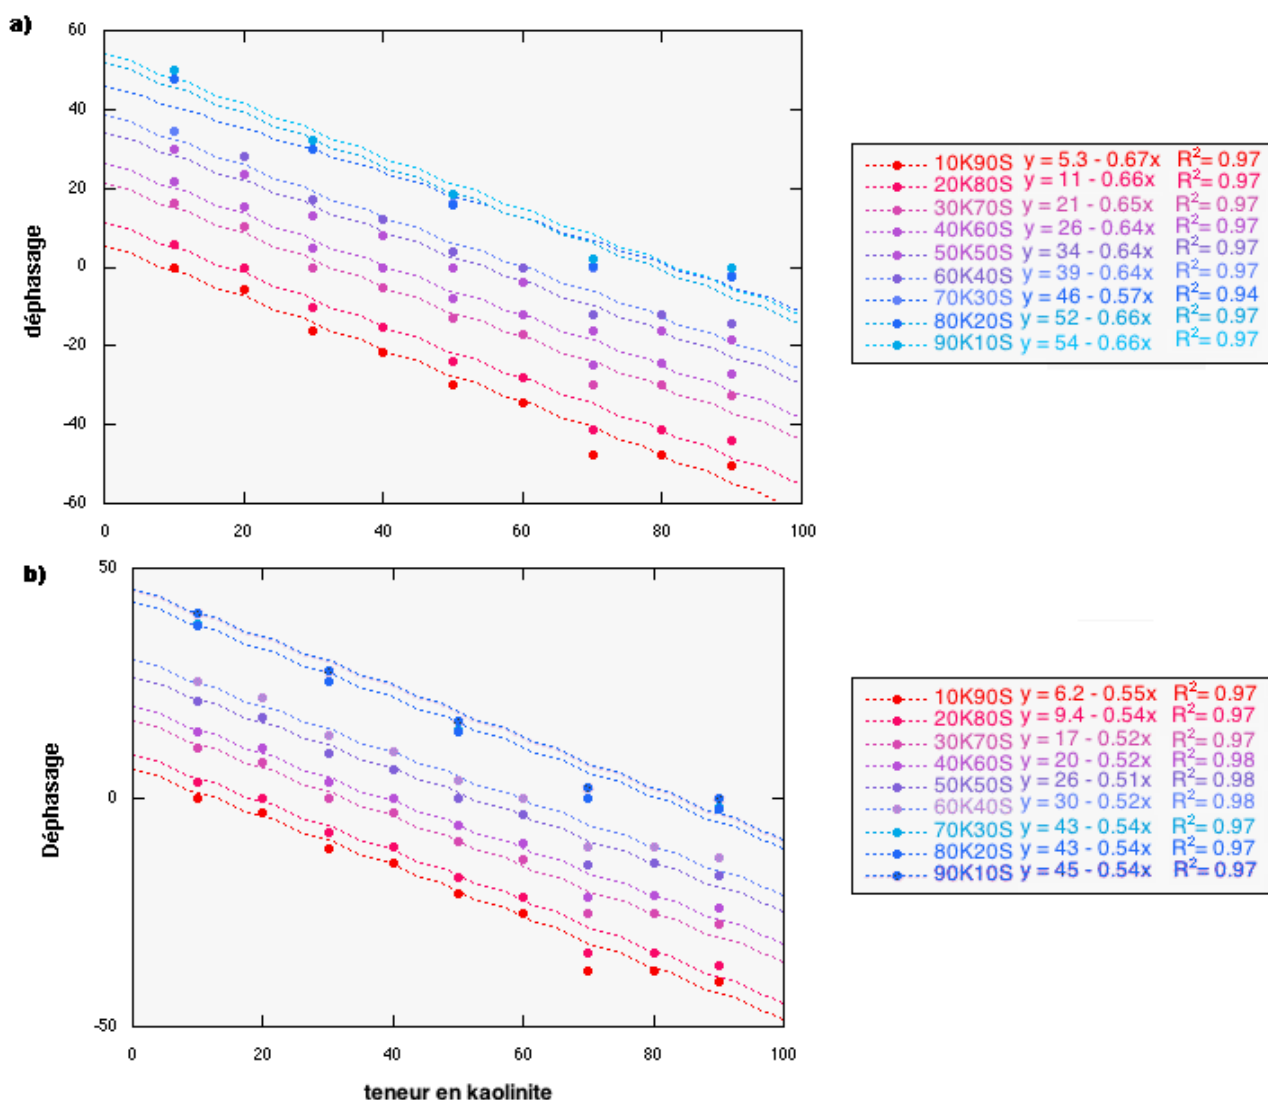 a)
60
40
20
0
-20
-40
-60
déphasage
0 20 40 60 80 100
10K90S y = 5.3 - 0.67x R²= 0.97
20K80S y = 11 - 0.66x R²= 0.97
30K70S y = 21 - 0.65x R²= 0.97
40K60S y = 26 - 0.64x R²= 0.97
50K50S y = 34 - 0.64x R²= 0.97
60K40S y = 39 - 0.64x R²= 0.97
70K30S y = 46 - 0.57x R²= 0.94
80K20S y = 52 - 0.66x R²= 0.97
90K10S y = 54 - 0.66x R²= 0.97
b)
50
0
-50
Déphasage
0 20 40 60 80 100
teneur en kaolinite
10K90S y = 6.2 - 0.55x R²= 0.97
20K80S y = 9.4 - 0.54x R²= 0.97
30K70S y = 17 - 0.52x R²= 0.97
40K60S y = 20 - 0.52x R²= 0.98
50K50S y = 26 - 0.51x R²= 0.98
60K40S y = 30 - 0.52x R²= 0.98
70K30S y = 43 - 0.54x R²= 0.97
80K20S y = 43 - 0.54x R²= 0.97
90K10S y = 45 - 0.54x R²= 0.97